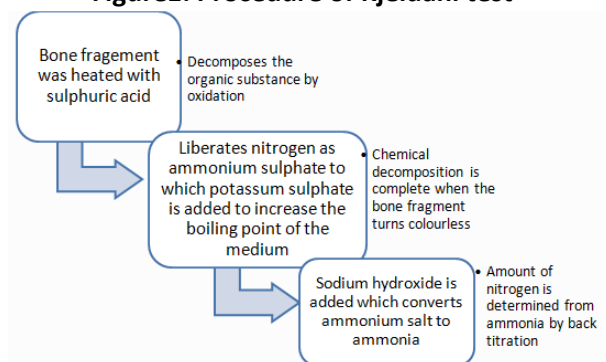 Procedure of Kjeldahl test
Bone fragement
was heated with
sulphuric acid
• Decomposes the
organic substance by
oxidation
Liberates nitrogen as
ammonium sulphate to
which potassum sulphate
is added to increase the
boiling point of the
medium
• Chemical
decomposition is
complete when the
bone fragment
turns colourless
Sodium hydroxide is
added which converts
ammonium salt to
ammonia
• Amount of
nitrogen is
determined from
ammonia by back
titration